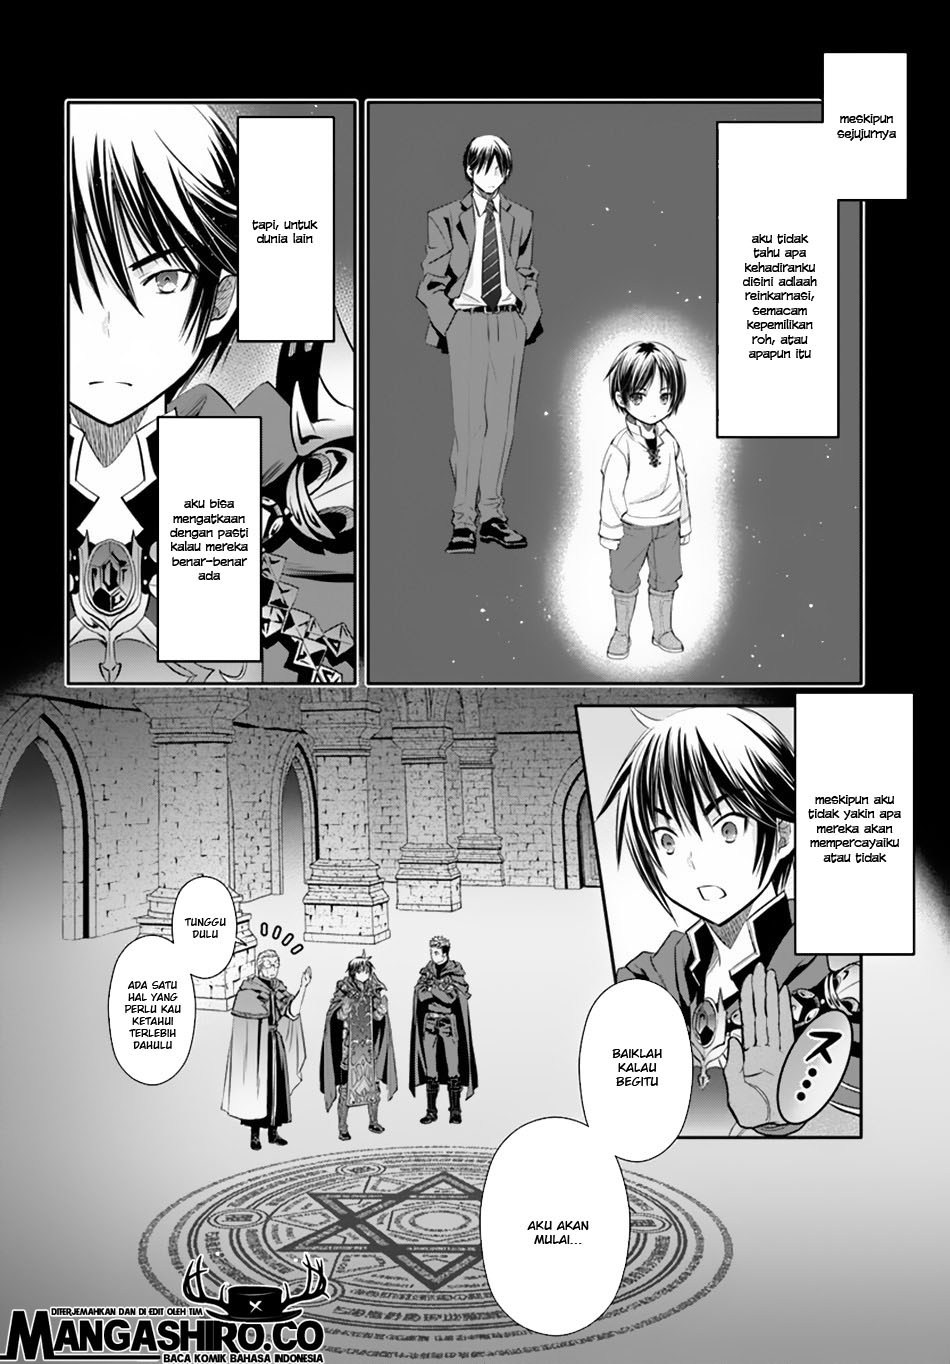 meskipun
sejujurnya
aku tidak
tahu apa
kehadiranku
disini adlaah
reinkarnasi,
semacam
kepemilikan
roh, atau
apapun itu
tapi, untuk
dunia lain
aku bisa
mengatkaan
dengan pasti
kalau mereka
benar-benar
ada
meskipun aku
tidak yakin apa
mereka akan
mempercayaiku
atau tidak
ス...
BAIKLAH
KALAU
BEGITU
AKU AKAN
MULAI...
TUNGGU
DULU
ADA SATU
HAL YANG
PERLU KAU
KETAHUI
TERLEBIH
DAHULU
DITERJEMAHKAN DAN DI EDIT OLEH TIM
MANGASHIRO.CO
BACA KOMIK BAHASA INDONESIA